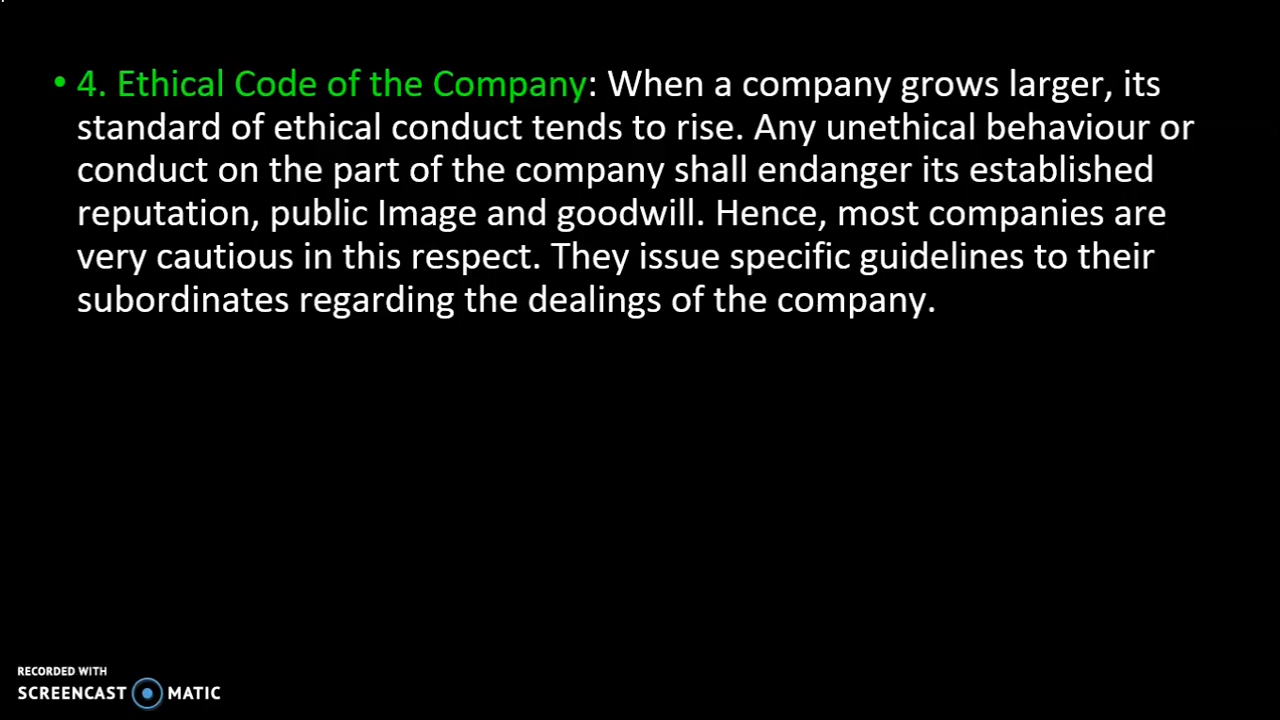 • 4. Ethical Code of the Company: When a company grows larger, its
standard of ethical conduct tends to rise. Any unethical behaviour or
conduct on the part of the company shall endanger its established
reputation, public Image and goodwill. Hence, most companies are
very cautious in this respect. They issue specific guidelines to their
subordinates regarding the dealings of the company.
RECORDED WITH
SCREENCAST MATIC